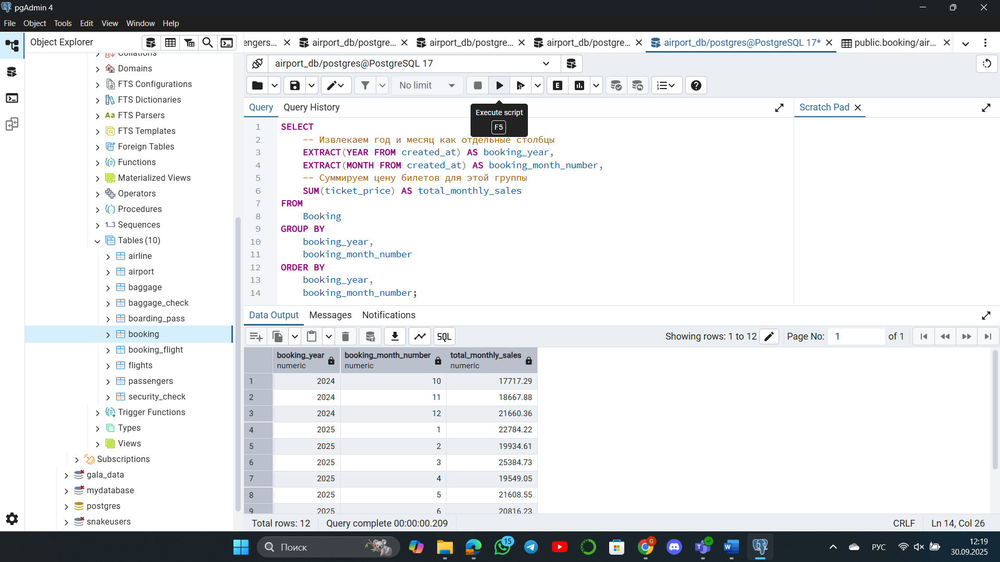 pgAdmin 4
File Object Tools Edit View Window Help
Object Explorer
engers...
airport_db/postgre...
airport_db/postgre...
airport_db/postgre...
airport_db/postgres@PostgreSQL 17*
public.booking/air...
airport_db/postgres@PostgreSQL 17
No limit
E
Query
Query History
Execute script
F5
Scratch Pad
Collations
Domains
FTS Configurations
FTS Dictionaries
Aa FTS Parsers
FTS Templates
Foreign Tables
Functions
Materialized Views
Operators
Procedures
1..3 Sequences
Tables (10)
airline
airport
baggage
baggage_check
boarding_pass
booking
booking_flight
flights
passengers
security_check
Trigger Functions
Types
Views
Subscriptions
gala_data
mydatabase
postgres
snakeusers
1 SELECT
2 -- Извлекаем год и месяц как отдельные столбцы
3 EXTRACT(YEAR FROM created_at) AS booking_year,
4 EXTRACT(MONTH FROM created_at) AS booking_month_number,
5 -- Суммируем цену билетов для этой группы
6 SUM(ticket_price) AS total_monthly_sales
7 FROM
8 Booking
9 GROUP BY
10 booking_year,
11 booking_month_number
12 ORDER BY
13 booking_year,
14 booking_month_number;
Data Output Messages Notifications
SQL
Showing rows: 1 to 12
Page No: 1 of 1
booking_year numeric
booking_month_number numeric
total_monthly_sales numeric
1 2024 10 17717.29
2 2024 11 18667.88
3 2024 12 21660.36
4 2025 1 22784.22
5 2025 2 19934.61
6 2025 3 25384.73
7 2025 4 19549.05
8 2025 5 21608.55
9 2025 6 20816.23
Total rows: 12
Query complete 00:00:00.209
CRLF
Ln 14, Col 26
Поиск
15
G
РУС
12:19
30.09.2025